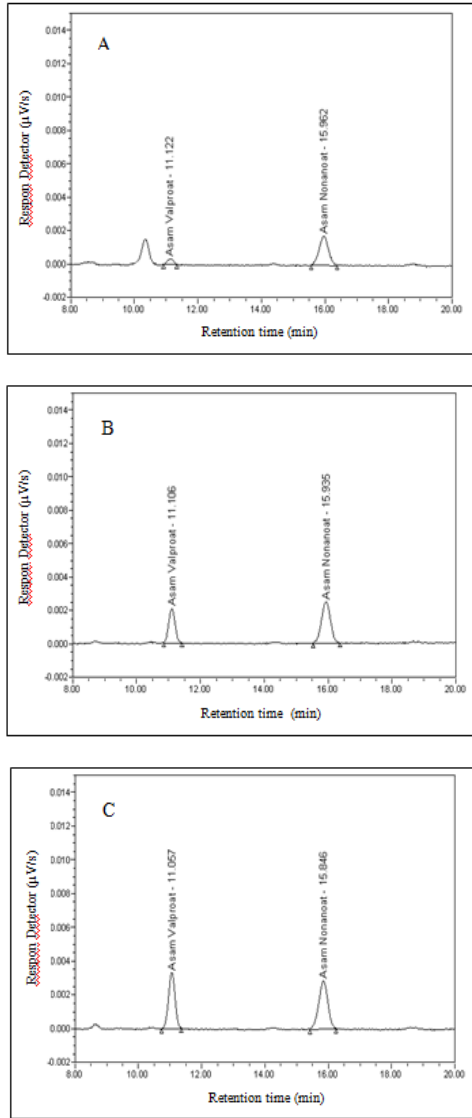 A
Respon Detector (µV/s)
0.014
0.012
0.010
0.008
0.006
0.004
0.002
0.000
-0.002
Asam Valproat - 11.122
Asam Nonanoat - 15.962
8.00 10.00 12.00 14.00 16.00 18.00 20.00
Retention time (min)
B
Respon Detector (µV/s)
0.014
0.012
0.010
0.008
0.006
0.004
0.002
0.000
-0.002
Asam Valproat - 11.106
Asam Nonanoat - 15.935
8.00 10.00 12.00 14.00 16.00 18.00 20.00
Retention time (min)
C
Respon Detector (µV/s)
0.014
0.012
0.010
0.008
0.006
0.004
0.002
0.000
-0.002
Asam Valproat - 11.057
Asam Nonanoat - 15.846
8.00 10.00 12.00 14.00 16.00 18.00 20.00
Retention time (min)